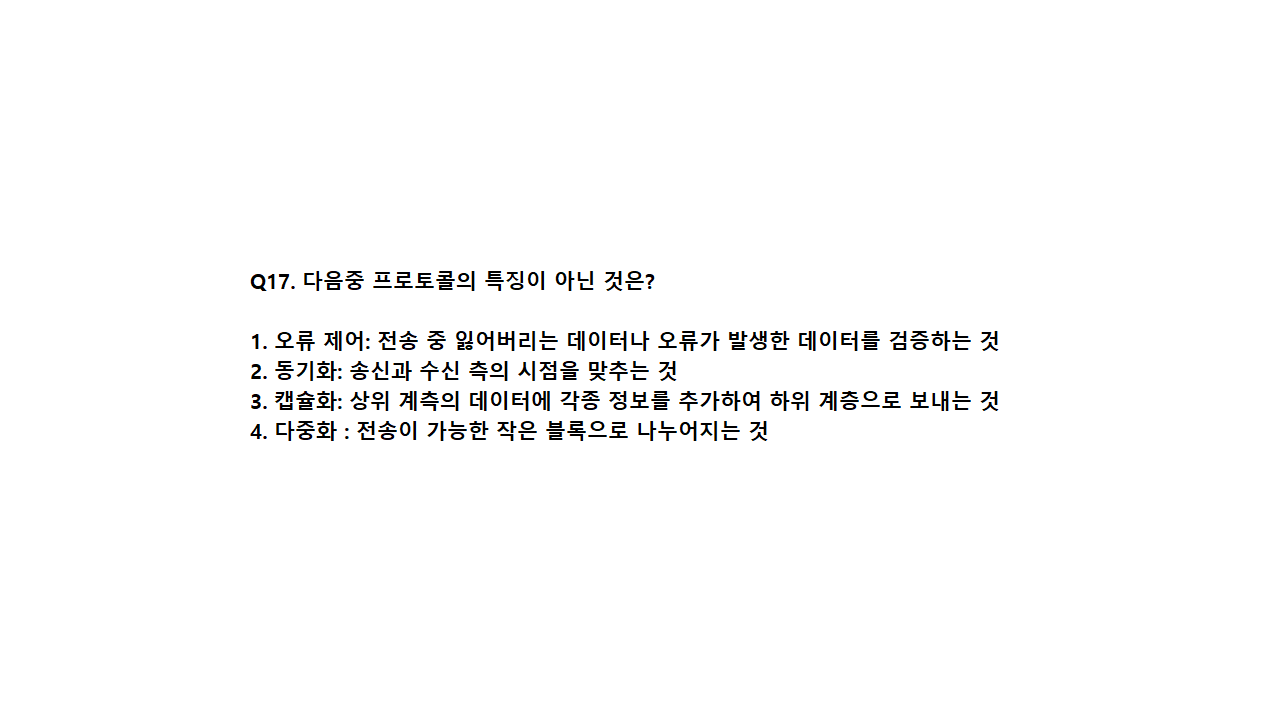 Q17. 다음중 프로토콜의 특징이 아닌 것은?
1. 오류 제어: 전송 중 잃어버리는 데이터나 오류가 발생한 데이터를 검증하는 것
2. 동기화: 송신과 수신 측의 시점을 맞추는 것
3. 캡슐화: 상위 계측의 데이터에 각종 정보를 추가하여 하위 계층으로 보내는 것
4. 다중화 : 전송이 가능한 작은 블록으로 나누어지는 것